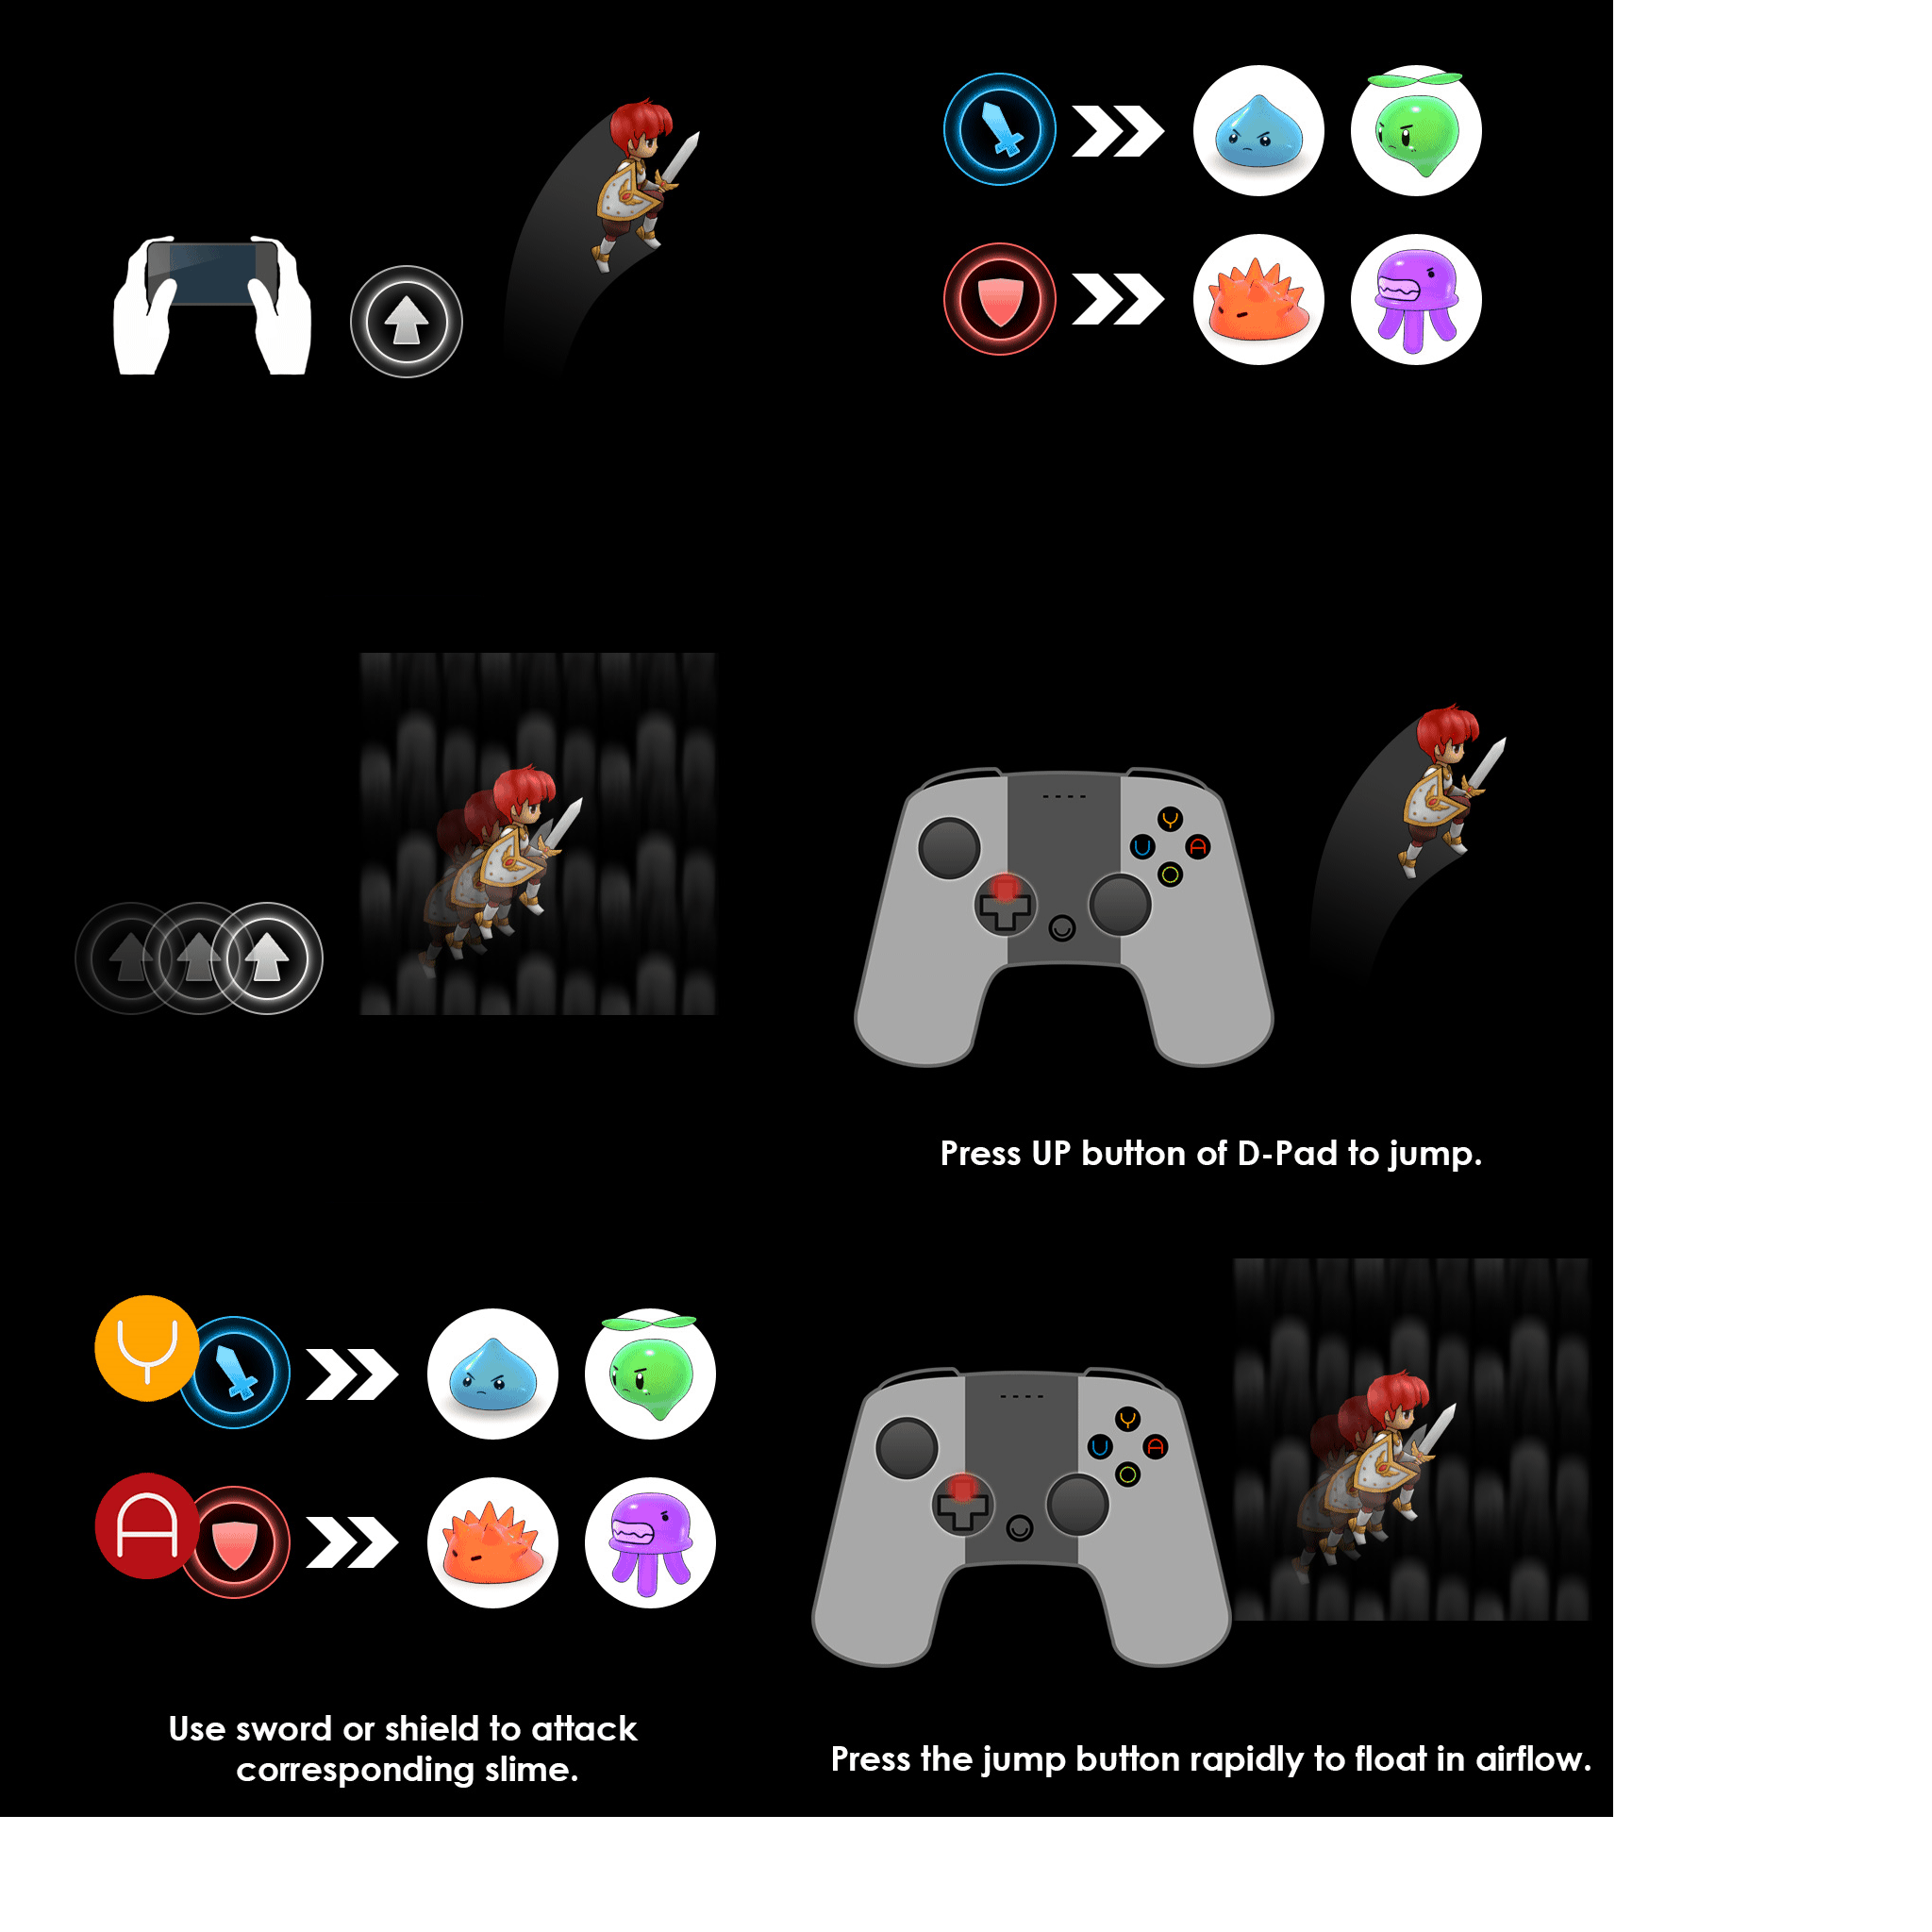 Y
U
A
O
Press UP button of D-Pad to jump.
Y
A
Use sword or shield to attack
corresponding slime.
Y
U
A
O
Press the jump button rapidly to float in airflow.